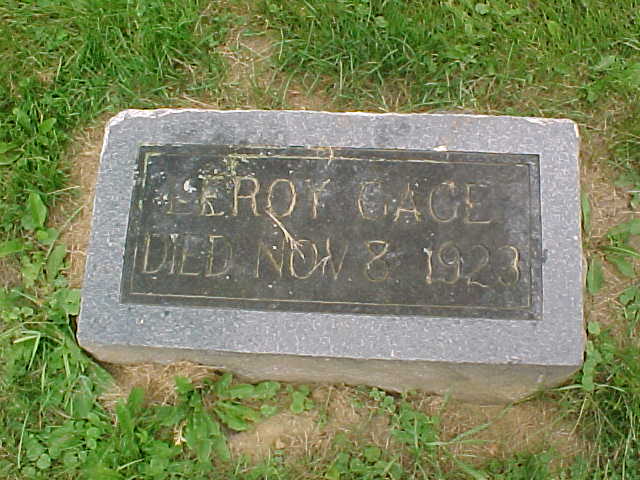 LEROY GAGE
DIED NOV 8 1923